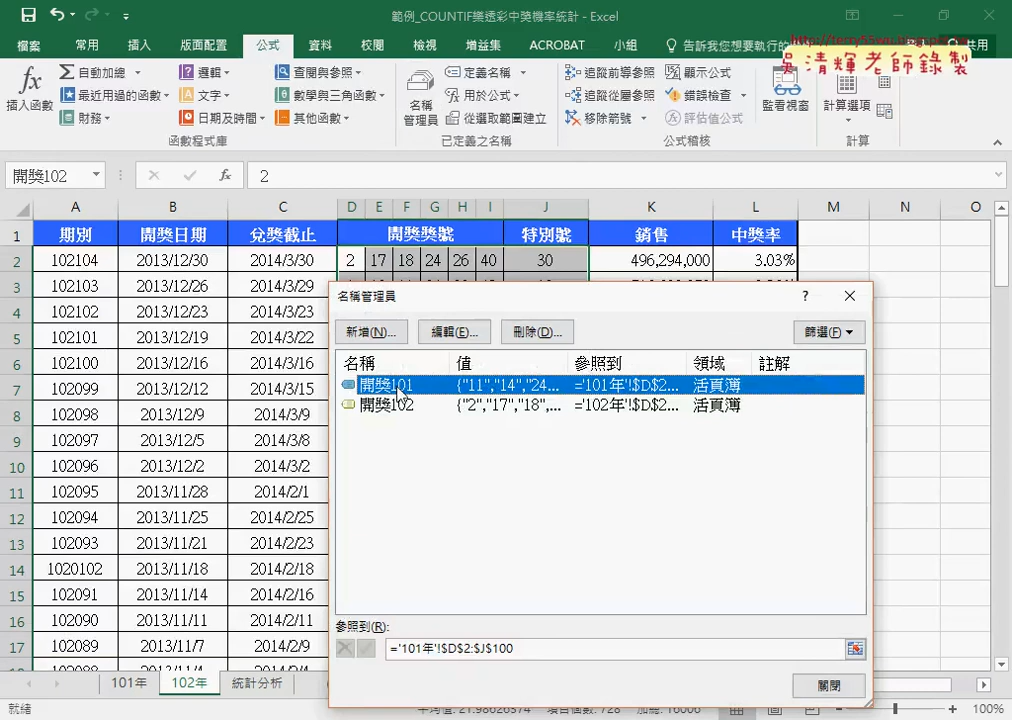 範例_COUNTIF樂透彩中獎機率統計 - Excel
檔案 常用 插入 版面配置 公式 資料 校閱 檢視 增益集 ACROBAT 小組 告訴我您想要執行的 共用
吳清輝老師錄製
插入函數
自動加總
最近用過的函數
財務
邏輯
文字
日期及時間
查閱與參照
數學與三角函數
其他函數
函數程式庫
名稱
管理員
定義名稱
用於公式
從選取範圍建立
已定義之名稱
追蹤前導參照
追蹤從屬參照
移除箭號
顯示公式
錯誤檢查
評估值公式
公式稽核
監看視窗
計算選項
計算
開獎102 fx 2
A B C D E F G H I J K L M N O
1 期別 開獎日期 兌獎截止 開獎獎號 特別號 銷售 中獎率
2 102104 2013/12/30 2014/3/30 2 17 18 24 26 40 30 496,294,000 3.03%
3 102103 2013/12/26 2014/3/29
4 102102 2013/12/23 2014/3/23
5 102101 2013/12/19 2014/3/22
6 102100 2013/12/16 2014/3/16
7 102099 2013/12/12 2014/3/15
8 102098 2013/12/9 2014/3/9
9 102097 2013/12/5 2014/3/8
10 102096 2013/12/2 2014/3/2
11 102095 2013/11/28 2014/2/1
12 102094 2013/11/25 2014/2/25
13 102093 2013/11/21 2014/2/23
14 1020102 2013/11/18 2014/2/18
15 102091 2013/11/14 2014/2/16
16 102090 2013/11/11 2014/2/11
17 102089 2013/11/7 2014/2/9
名稱管理員 ?
新增(N)... 編輯(E)... 刪除(D)... 篩選(F)
名稱 值 參照到 領域 註解
開獎101 {"11","14","24... ='101年'!$D$2... 活頁簿
開獎102 {"2","17","18",... ='102年'!$D$2... 活頁簿
參照到(R):
='101年'!$D$2:$J$100
關閉
101年 102年 統計分析
就緒 100%